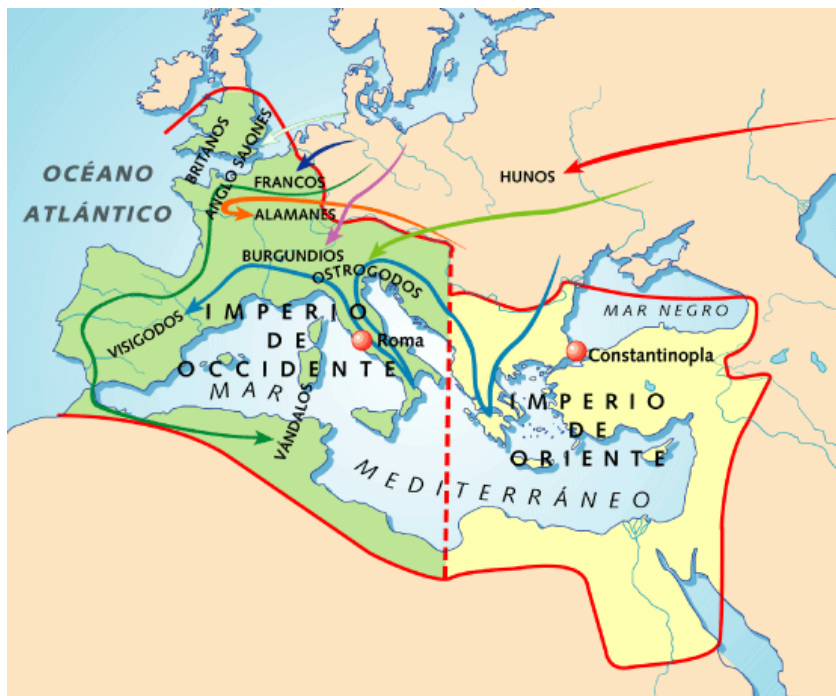 BRITANOS
ANGLO SAJONES
OCÉANO
ATLÁNTICO
FRANCOS
HUNOS
ALAMANES
BURGUNDIOS
OSTROGODOS
VISIGODOS
IMPERIO
DE
OCCIDENTE
Roma
MAR NEGRO
Constantinopla
MAR
MEDITERRÁNEO
VÁNDALOS
IMPERIO
DE
ORIENTE